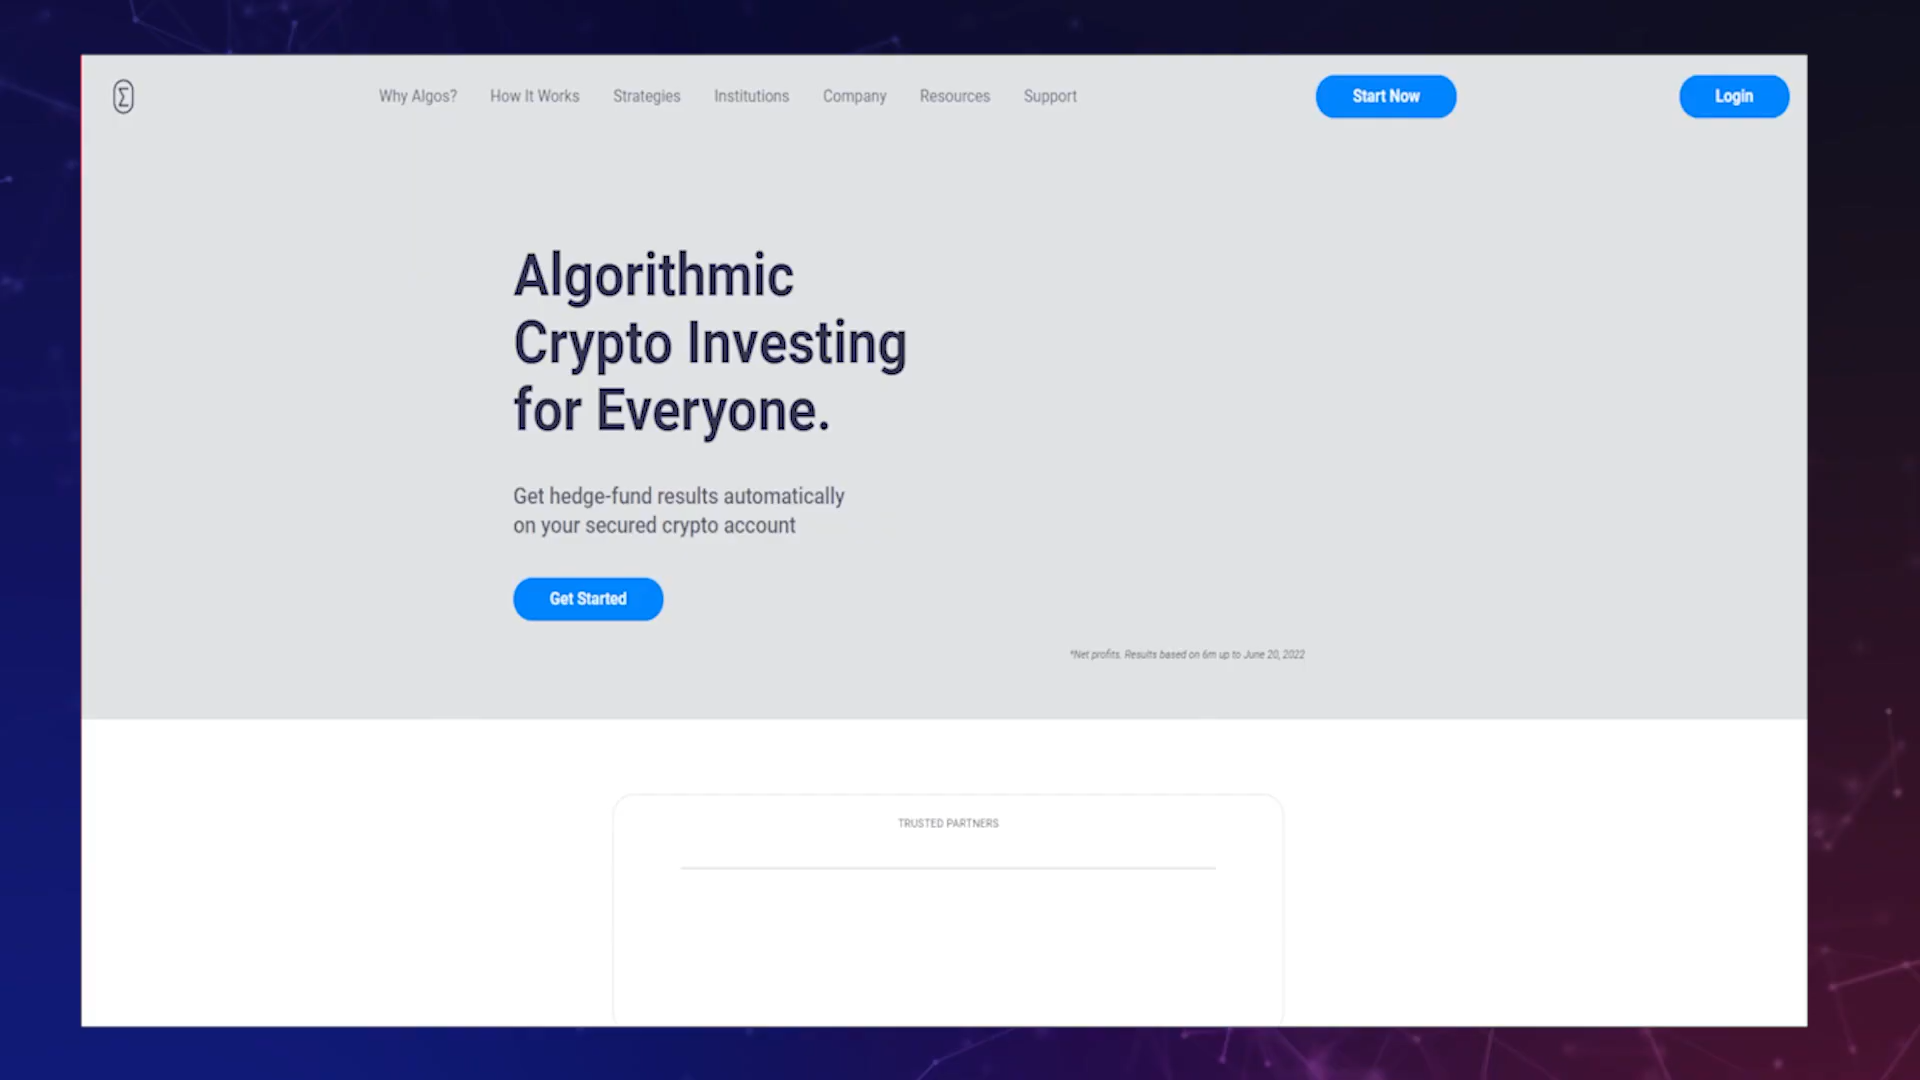 Why Algos? How It Works Strategies Institutions Company Resources Support Start Now Login
Algorithmic
Crypto Investing
for Everyone.
Get hedge-fund results automatically
on your secured crypto account
Get Started
*Net profits. Results based on 6m up to June 20, 2022
TRUSTED PARTNERS